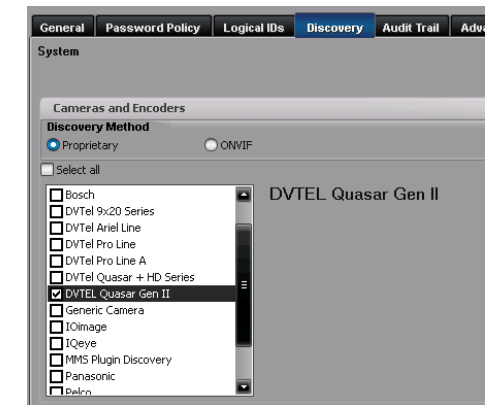 General Password Policy Logical IDs Discovery Audit Trail
System
Cameras and Encoders
Discovery Method
Proprietary ONVIF
Select all
Bosch
DVTel 9x20 Series
DVTel Ariel Line
DVTel Pro Line
DVTel Pro Line A
DVTel Quasar + HD Series
DVTEL Quasar Gen II
Generic Camera
IOimage
IQeye
MMS Plugin Discovery
Panasonic
Pelco
DVTEL Quasar Gen II